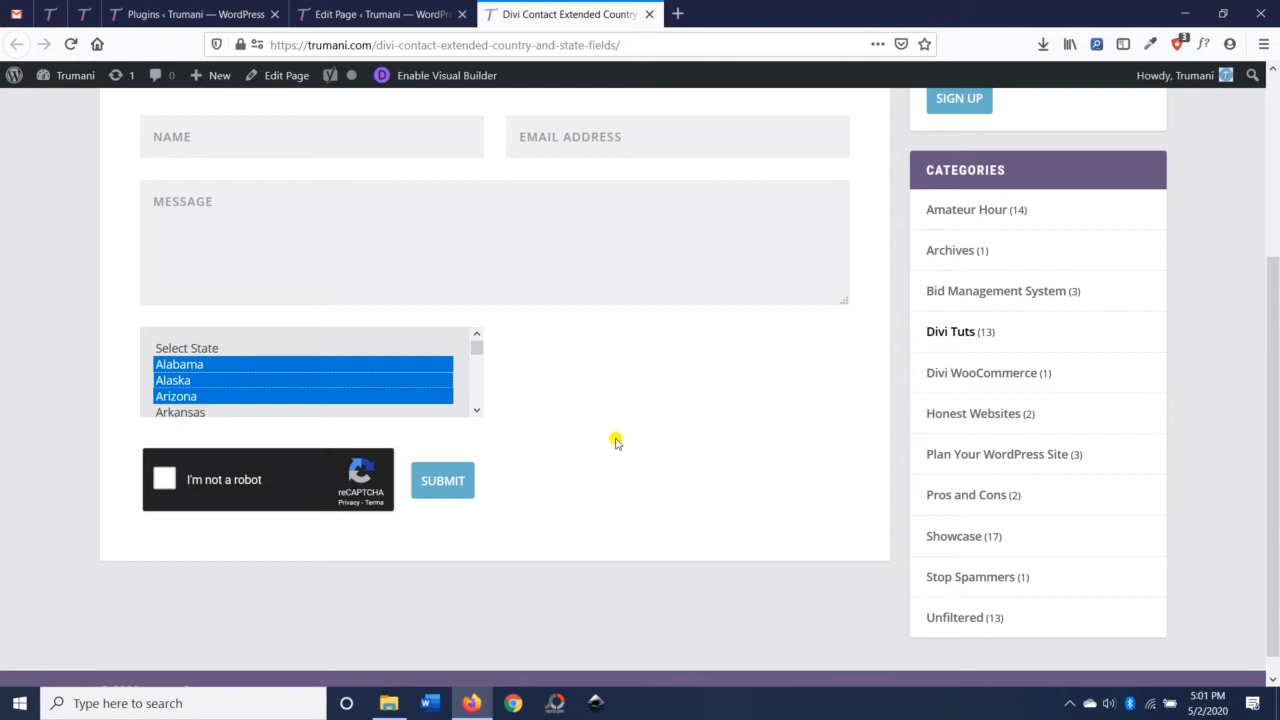 Plugins ‹ Trumani — WordPress
Edit Page ‹ Trumani — WordPr
Divi Contact Extended Country
https://trumani.com/divi-contact-extended-country-and-state-fields/
3
Trumani
1
0
New
Edit Page
D
Enable Visual Builder
Howdy, Trumani
SIGN UP
NAME
EMAIL ADDRESS
MESSAGE
Select State
Alabama
Alaska
Arizona
Arkansas
I'm not a robot
reCAPTCHA
Privacy - Terms
SUBMIT
CATEGORIES
Amateur Hour (14)
Archives (1)
Bid Management System (3)
Divi Tuts (13)
Divi WooCommerce (1)
Honest Websites (2)
Plan Your WordPress Site (3)
Pros and Cons (2)
Showcase (17)
Stop Spammers (1)
Unfiltered (13)
Type here to search
5:01 PM
5/2/2020